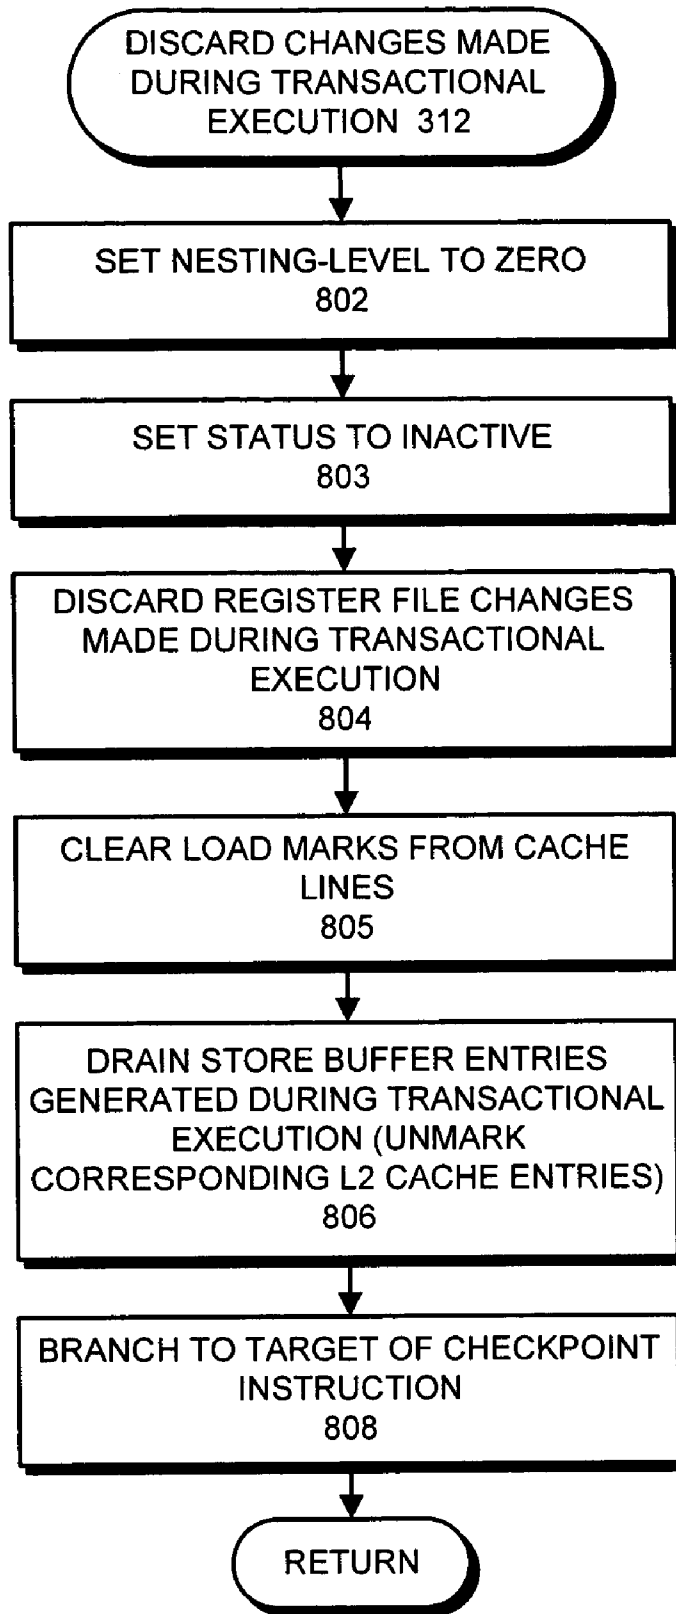 DISCARD CHANGES MADE
DURING TRANSACTIONAL
EXECUTION 312
SET NESTING-LEVEL TO ZERO
802
SET STATUS TO INACTIVE
803
DISCARD REGISTER FILE CHANGES
MADE DURING TRANSACTIONAL
EXECUTION
804
CLEAR LOAD MARKS FROM CACHE
LINES
805
DRAIN STORE BUFFER ENTRIES
GENERATED DURING TRANSACTIONAL
EXECUTION (UNMARK
CORRESPONDING L2 CACHE ENTRIES)
806
BRANCH TO TARGET OF CHECKPOINT
INSTRUCTION
808
RETURN